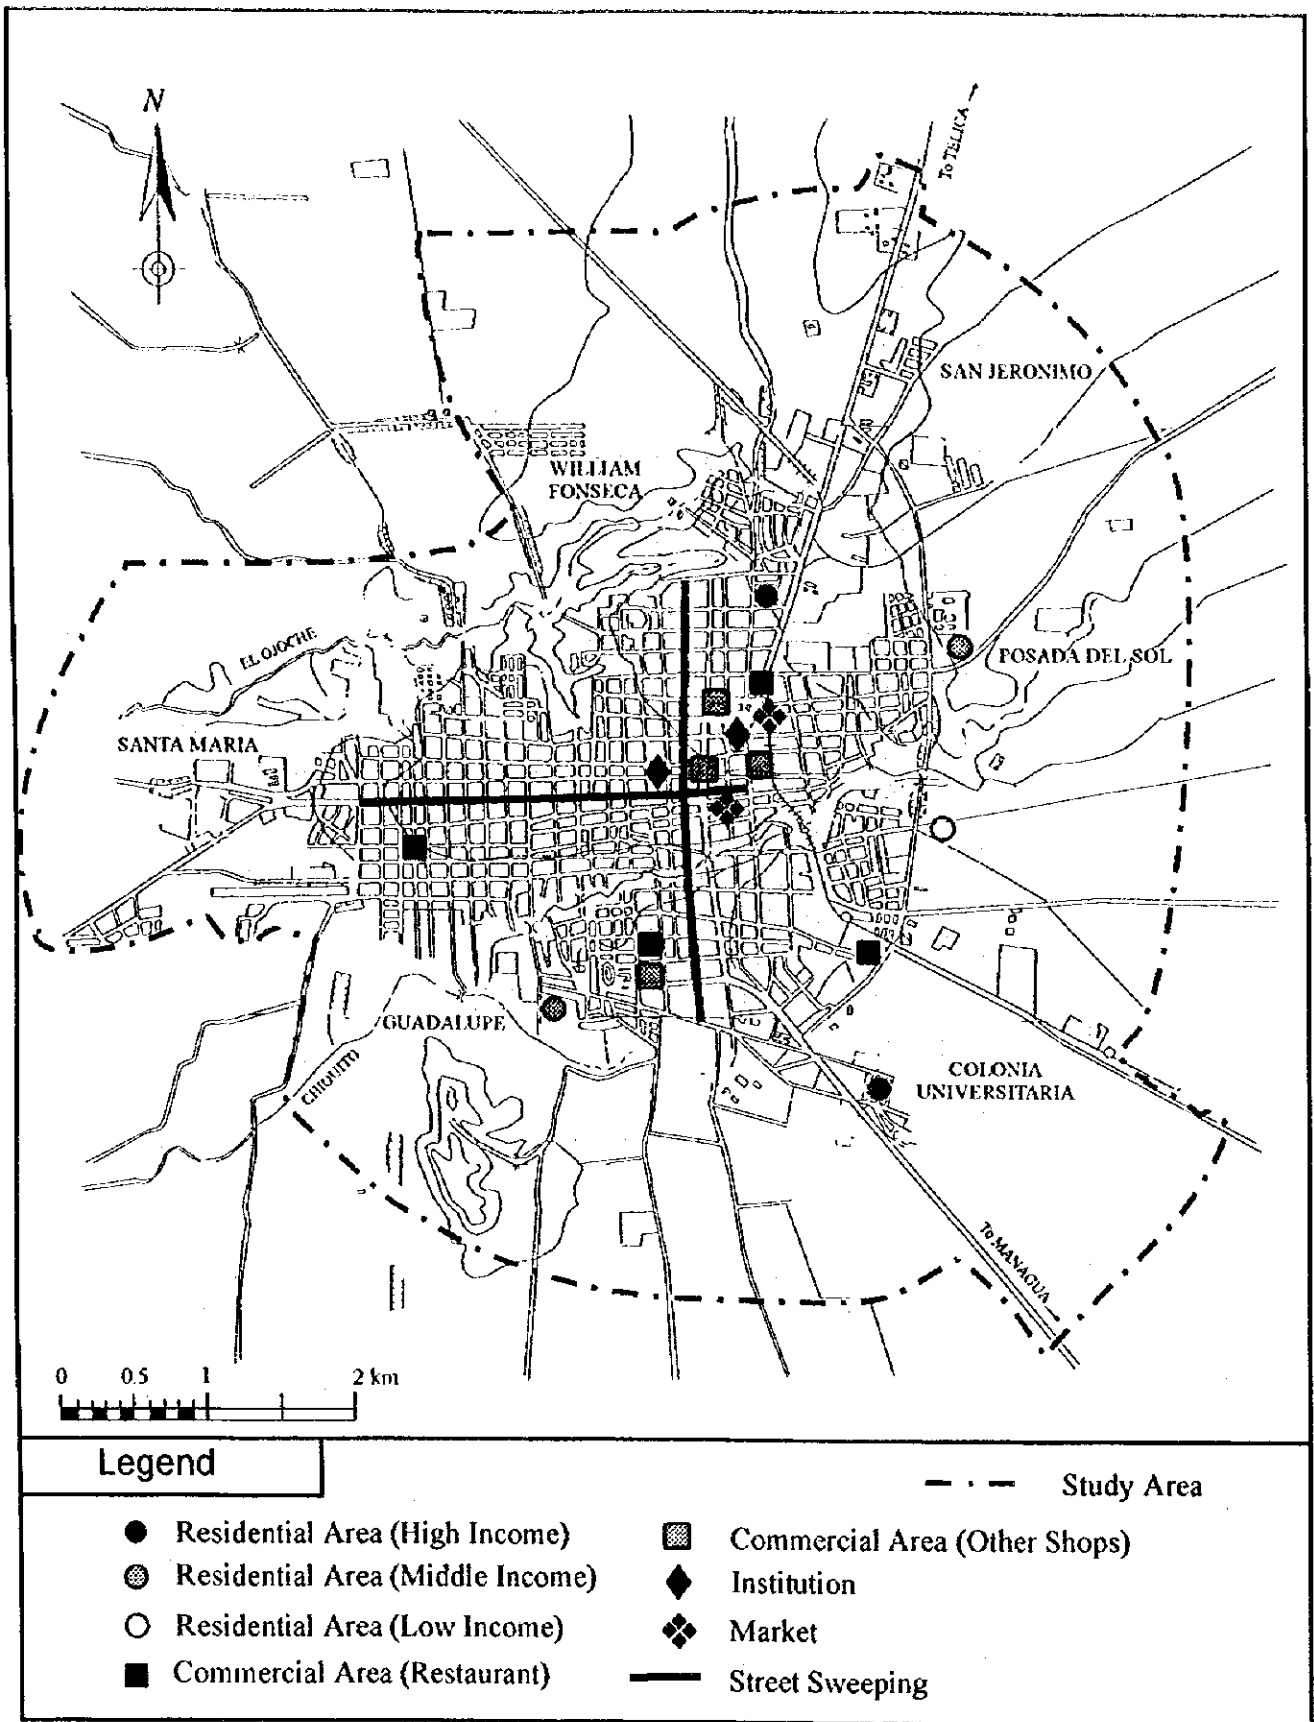 N
To TELICA
SAN JERONIMO
WILLIAM
FONSECA
EL OJOCHE
POSADA DEL SOL
SANTA MARIA
GUADALUPE
CHIQUITO
COLONIA
UNIVERSITARIA
To MANAGUA
0 0.5 1 2 km
Legend
Study Area
Residential Area (High Income)
Commercial Area (Other Shops)
Residential Area (Middle Income)
Institution
Residential Area (Low Income)
Market
Commercial Area (Restaurant)
Street Sweeping